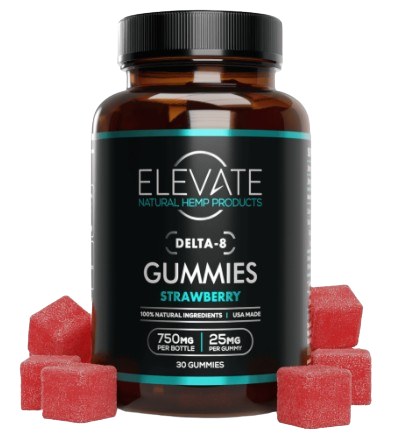 ELEVATE
NATURAL HEMP PRODUCTS
DELTA-8
GUMMIES
STRAWBERRY
100% NATURAL INGREDIENTS | USA MADE
750MG
PER BOTTLE
25MG
PER GUMMY
30 GUMMIES